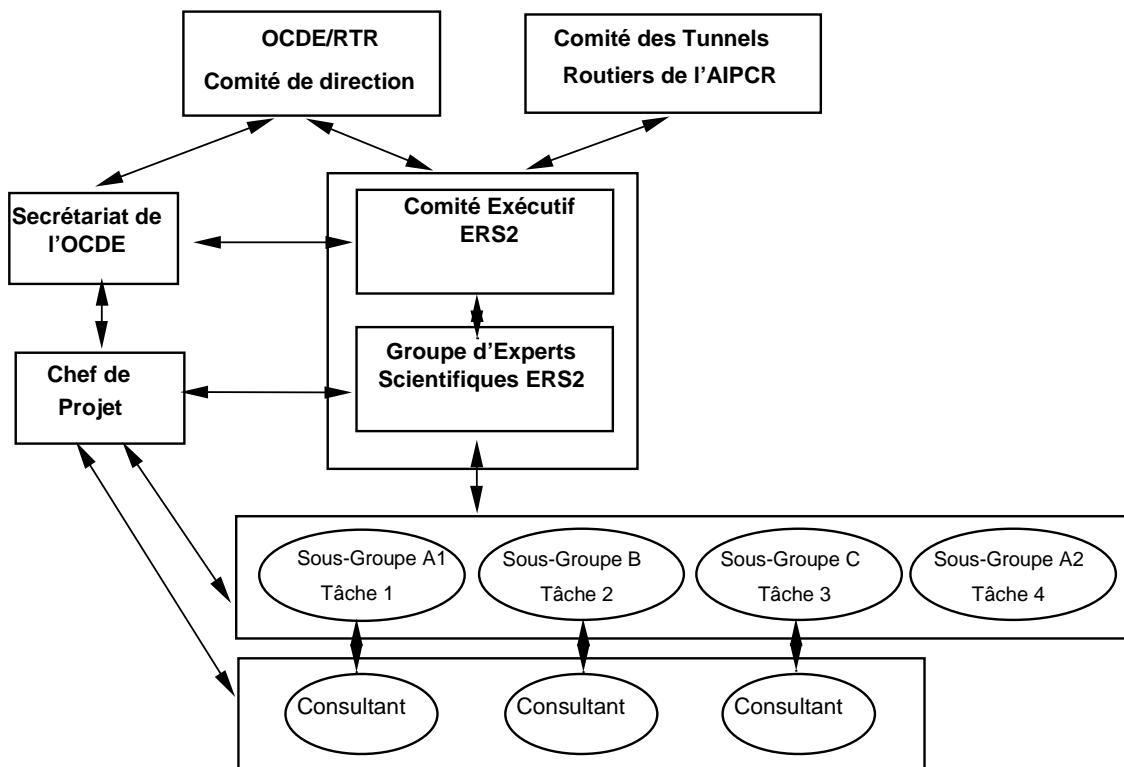 OCDE/RTR
Comité de direction
Comité des Tunnels
Routiers de l’AIPCR
Secrétariat de
l’OCDE
Comité Exécutif
ERS2
Chef de
Projet
Groupe d’Experts
Scientifiques ERS2
Sous-Groupe A1
Tâche 1
Sous-Groupe B
Tâche 2
Sous-Groupe C
Tâche 3
Sous-Groupe A2
Tâche 4
Consultant
Consultant
Consultant